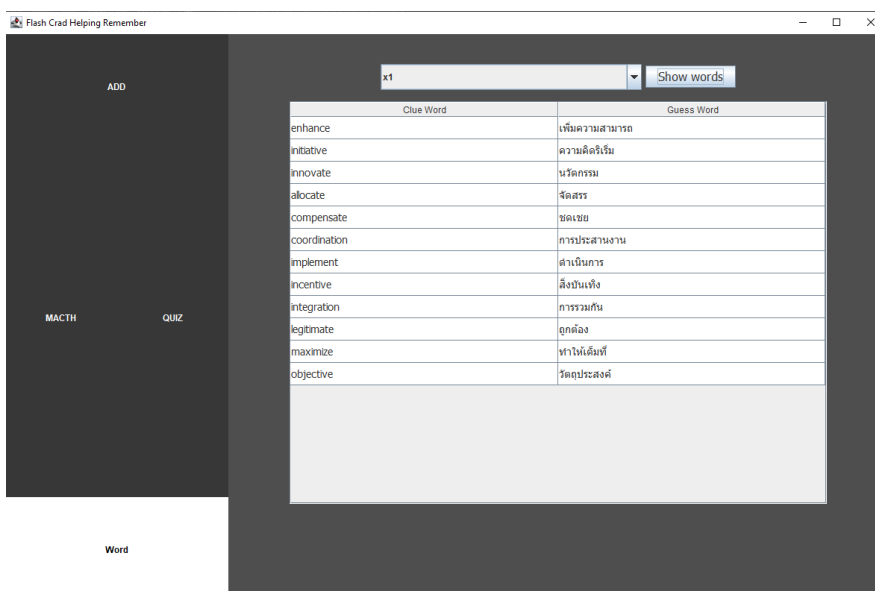 Flash Crad Helping Remember
ADD
x1 Show words
Clue Word Guess Word
enhance เพิ่มความสามารถ
initiative ความคิดริเริ่ม
innovate นวัตกรรม
allocate จัดสรร
compensate ชดเชย
coordination การประสานงาน
implement ดำเนินการ
incentive สิ่งบันเทิง
integration การรวมกัน
legitimate ถูกต้อง
maximize ทำให้เต็มที่
objective วัตถุประสงค์
MACTH QUIZ
Word